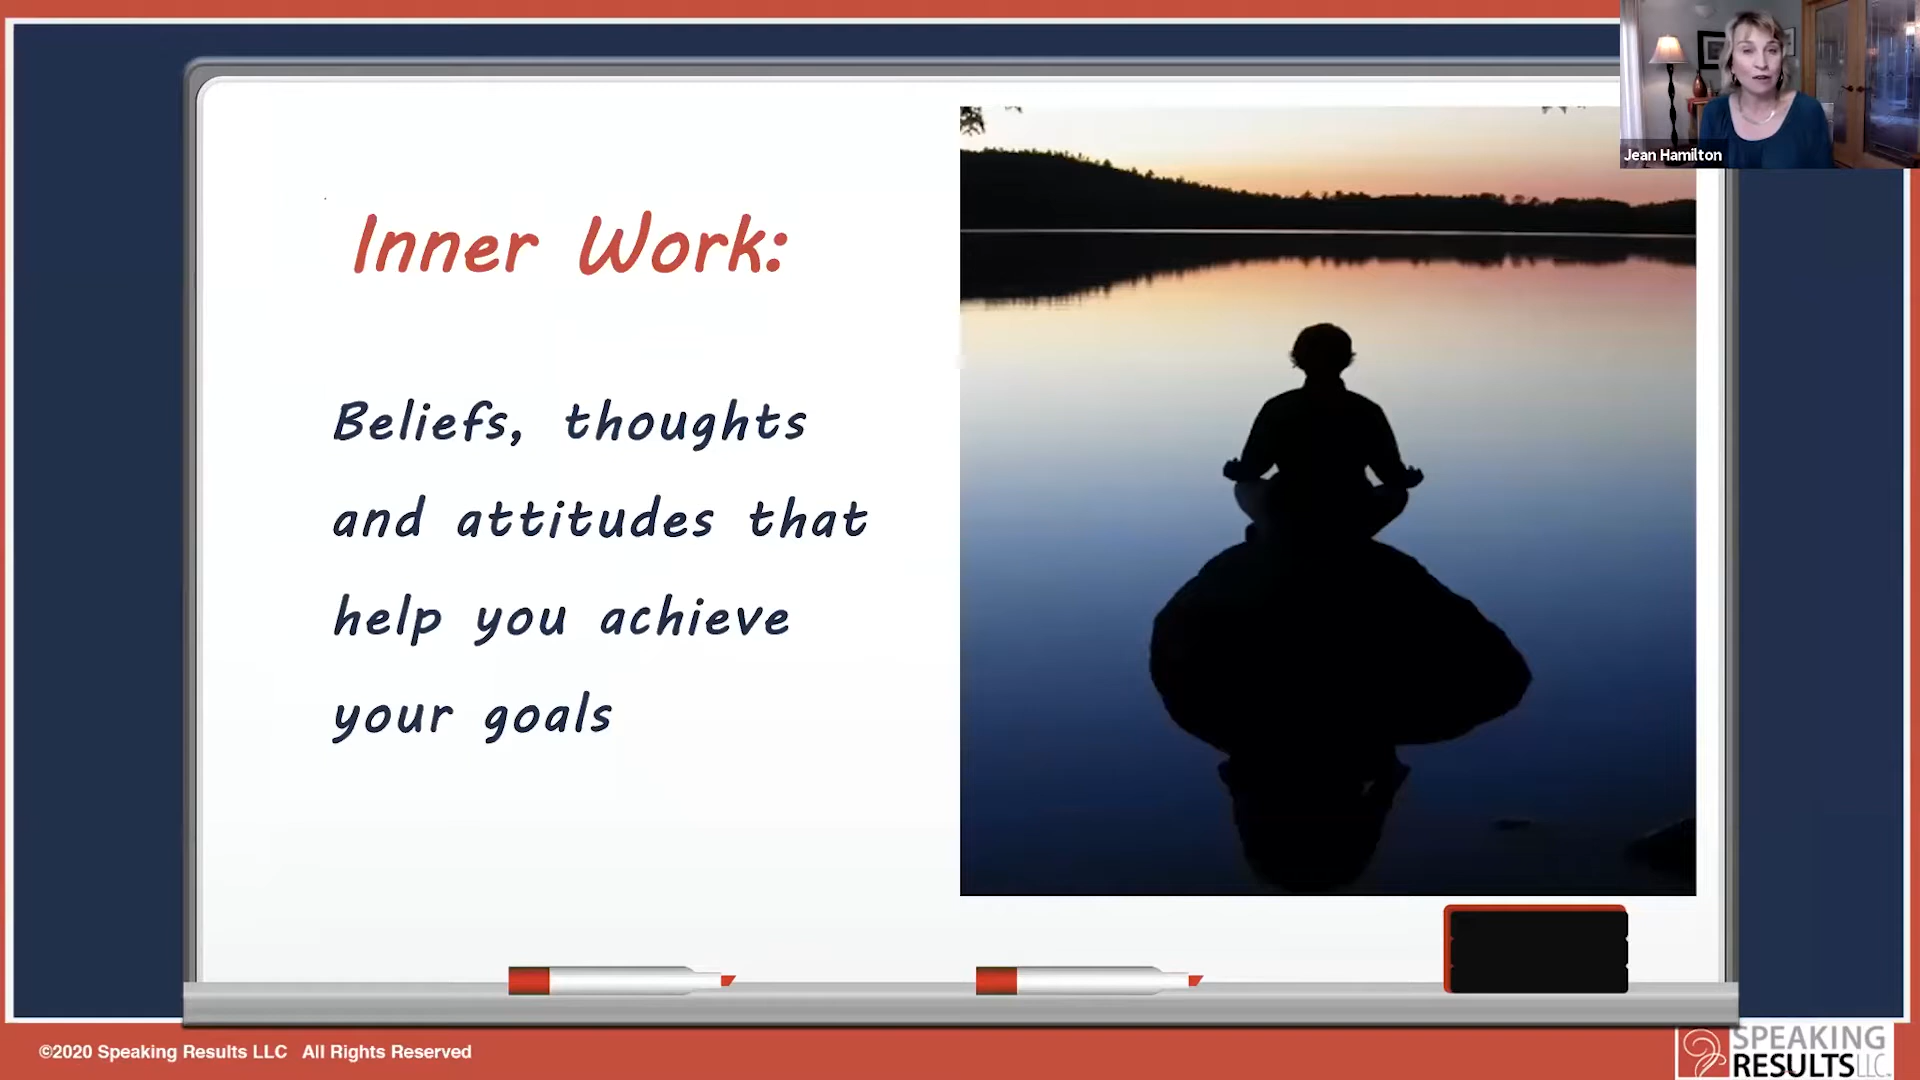 Jean Hamilton
Inner Work:
Beliefs, thoughts
and attitudes that
help you achieve
your goals
©2020 Speaking Results LLC All Rights Reserved
SPEAKING
RESULTS LLC